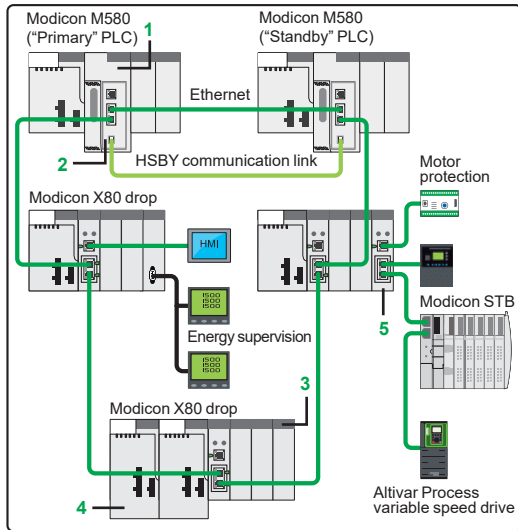 Modicon M580
("Primary" PLC)
1
Modicon M580
("Standby" PLC)
Ethernet
2
HSBY communication link
Modicon X80 drop
HMI
Motor
protection
1500
1500
1500
Energy supervision
1500
1500
1500
5
Modicon STB
3
Modicon X80 drop
4
Altivar Process
variable speed drive